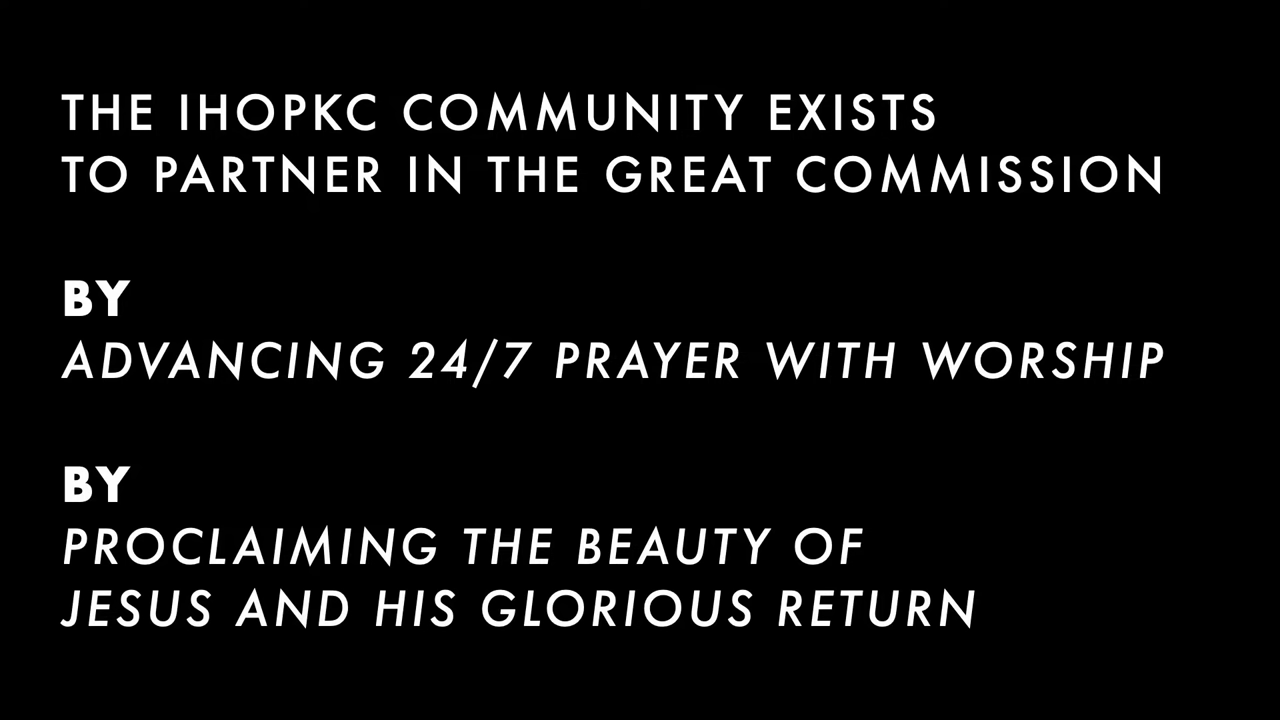 THE IHOPKC COMMUNITY EXISTS
TO PARTNER IN THE GREAT COMMISSION
BY
ADVANCING 24/7 PRAYER WITH WORSHIP
BY
PROCLAIMING THE BEAUTY OF
JESUS AND HIS GLORIOUS RETURN